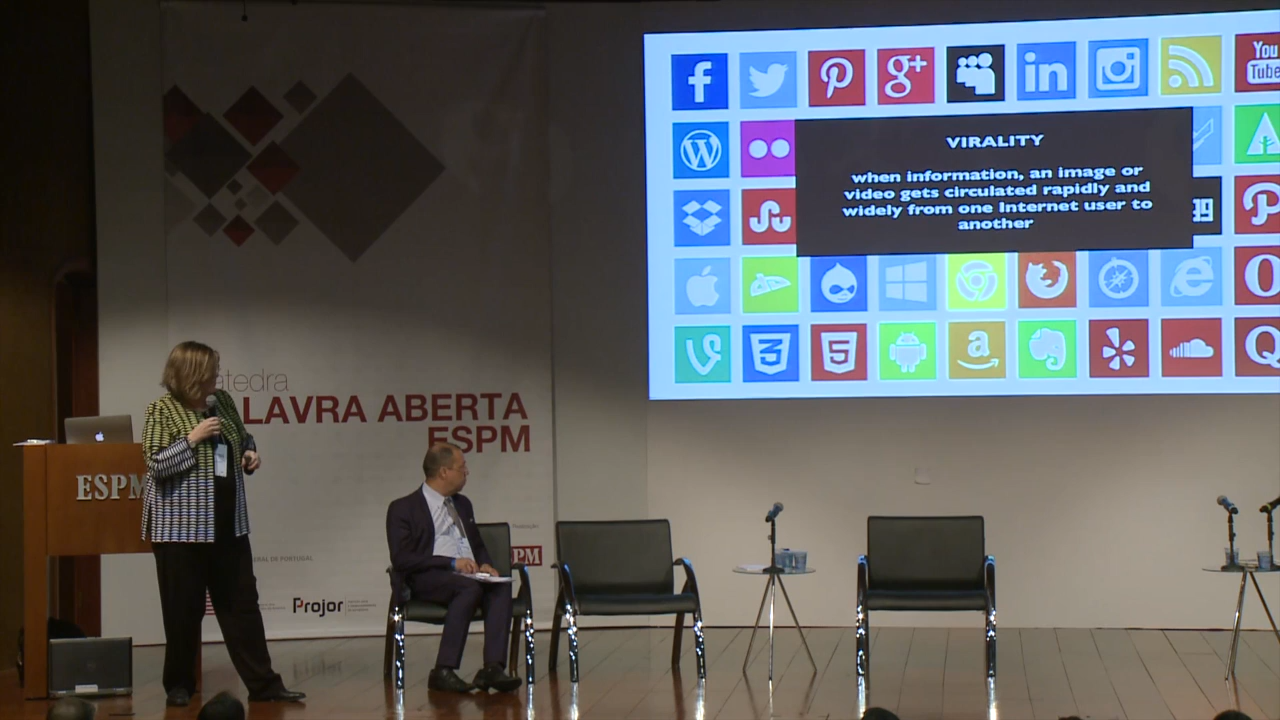 You
Tube
VIRALITY
when information, an image or
video gets circulated rapidly and
widely from one Internet user to
another
atedra
LAVRA ABERTA
ESPM
ESPM
PM
Projor